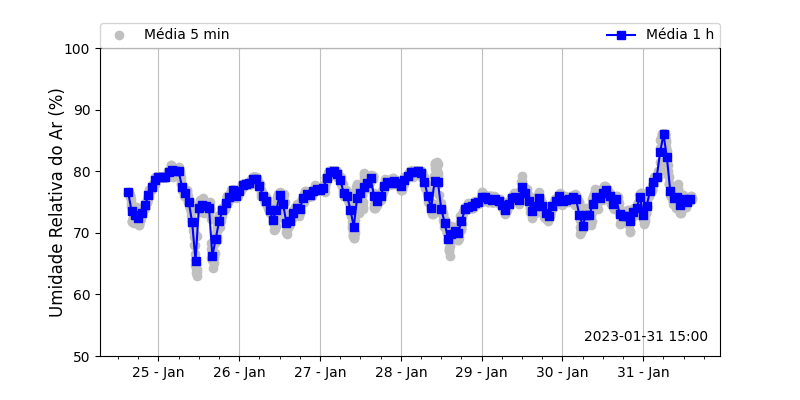 Média 5 min Média 1 h
Umidade Relativa do Ar (%)
100
90
80
70
60
50
2023-01-31 15:00
25 - Jan 26 - Jan 27 - Jan 28 - Jan 29 - Jan 30 - Jan 31 - Jan